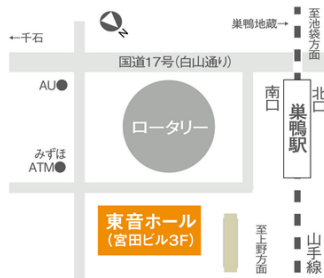 N
巣鴨地蔵→
至池袋方面
←千石
国道17号(白山通り)
AU●
南口
北口
巣鴨駅
ロータリー
みずほ
ATM●
東音ホール
(宮田ビル3F)
至上野方面
山手線